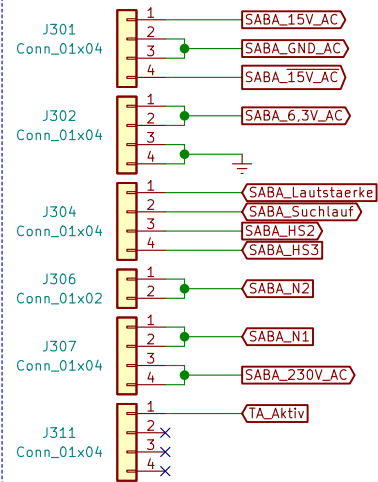 J301
Conn_01x04
1
2
3
4
SABA_15V_AC
SABA_GND_AC
SABA_15V_AC
J302
Conn_01x04
1
2
3
4
SABA_6,3V_AC
J304
Conn_01x04
1
2
3
4
SABA_Lautstaerke
SABA_Suchlauf
SABA_HS2
SABA_HS3
J306
Conn_01x02
1
2
SABA_N2
J307
Conn_01x04
1
2
3
4
SABA_N1
SABA_230V_AC
J311
Conn_01x04
1
2
3
4
TA_Aktiv